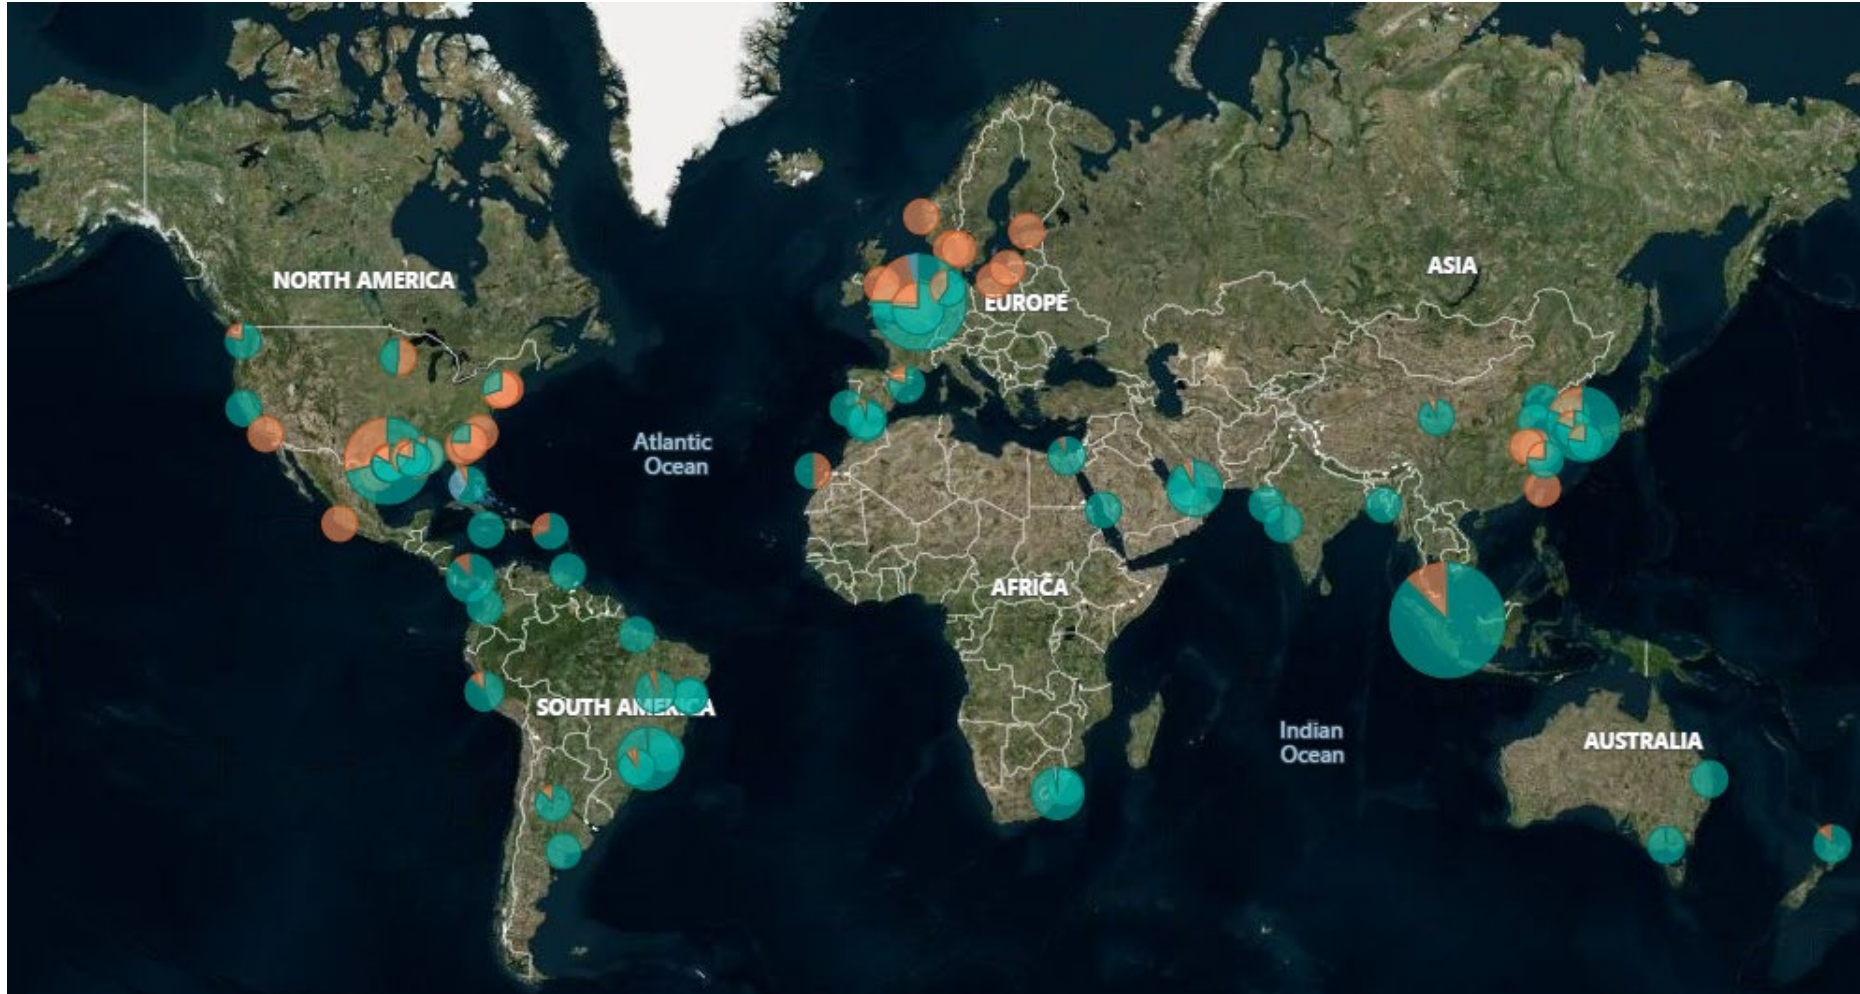 NORTH AMERICA
ASIA
EUROPE
Atlantic
Ocean
AFRICA
SOUTH AMERICA
Indian
Ocean
AUSTRALIA